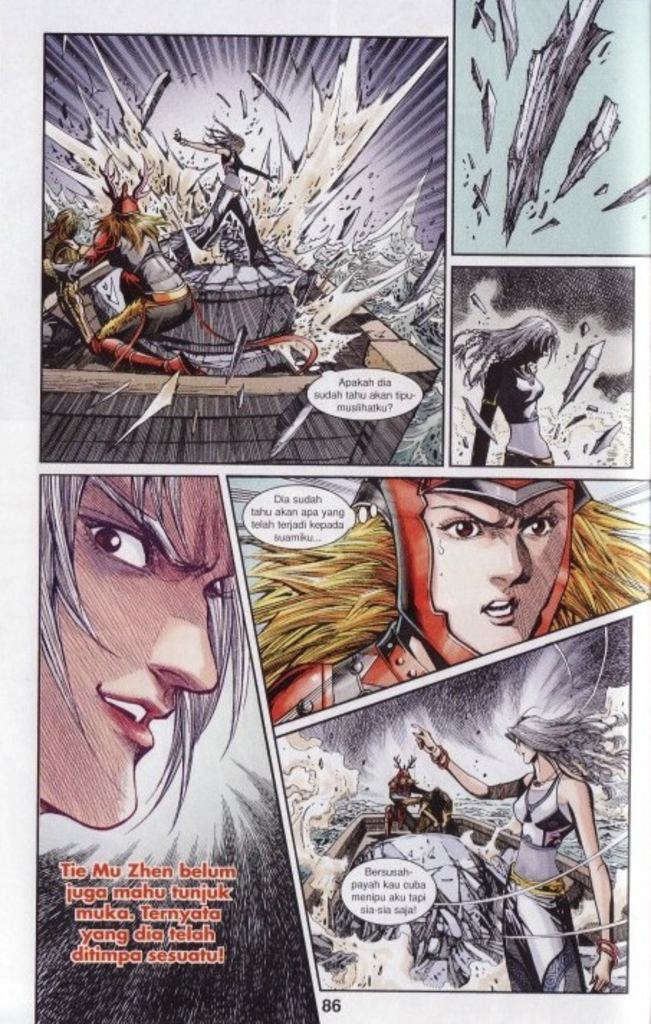 Apakah dia
sudah tahu akan tipu-
muslihatku?
Dia sudah
tahu akan apa yang
telah terjadi kepada
suamiku...
Tie Mu Zhen belum
juga mahu tunjuk
muka. Ternyata
yang dia telah
ditimpa sesuatu!
Bersusah-
payah kau cuba
menipu aku tapi
sia-sia saja!
86